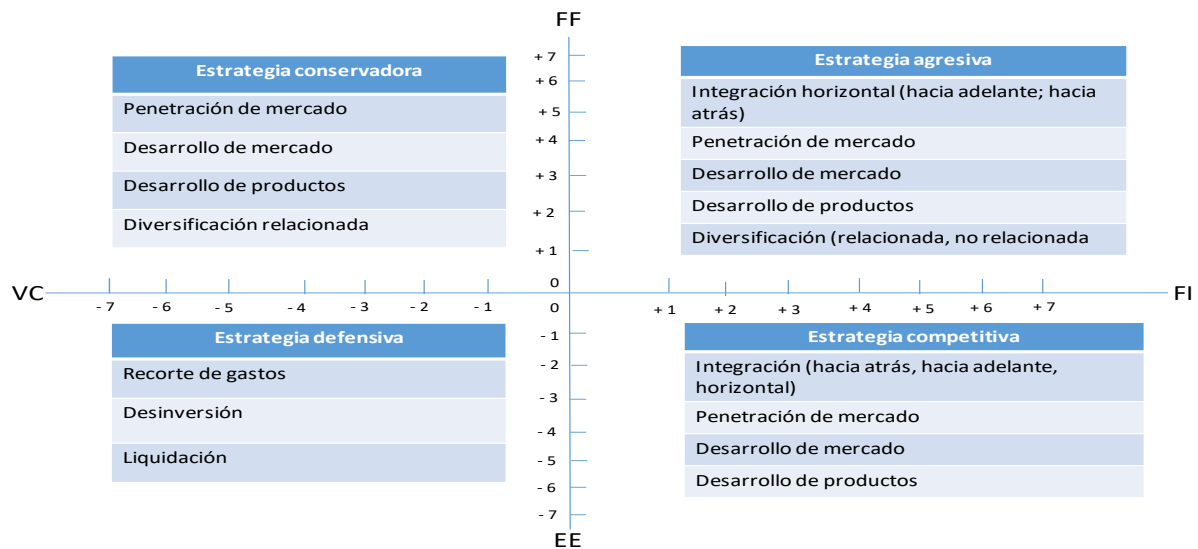 FF
+ 7
+ 6
+ 5
+ 4
+ 3
+ 2
+ 1
0
Estrategia conservadora
Penetración de mercado
Desarrollo de mercado
Desarrollo de productos
Diversificación relacionada
Estrategia agresiva
Integración horizontal (hacia adelante; hacia
atrás)
Penetración de mercado
Desarrollo de mercado
Desarrollo de productos
Diversificación (relacionada, no relacionada
VC
- 7 - 6 - 5 - 4 - 3 - 2 - 1 0 + 1 + 2 + 3 + 4 + 5 + 6 + 7
FI
Estrategia defensiva
Recorte de gastos
Desinversión
Liquidación
- 1
- 2
- 3
- 4
- 5
- 6
- 7
EE
Estrategia competitiva
Integración (hacia atrás, hacia adelante,
horizontal)
Penetración de mercado
Desarrollo de mercado
Desarrollo de productos